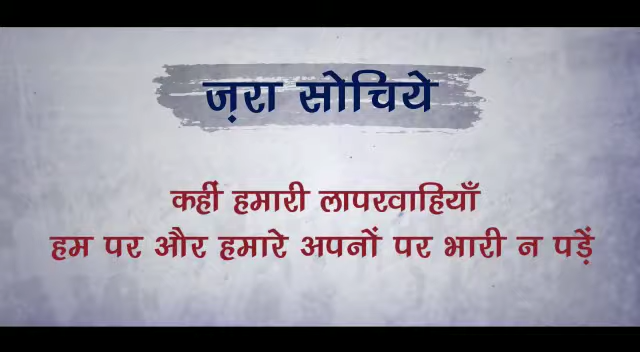 ज़रा सोचिये
कहीं हमारी लापरवाहियाँ
हम पर और हमारे अपनों पर भारी न पड़ें